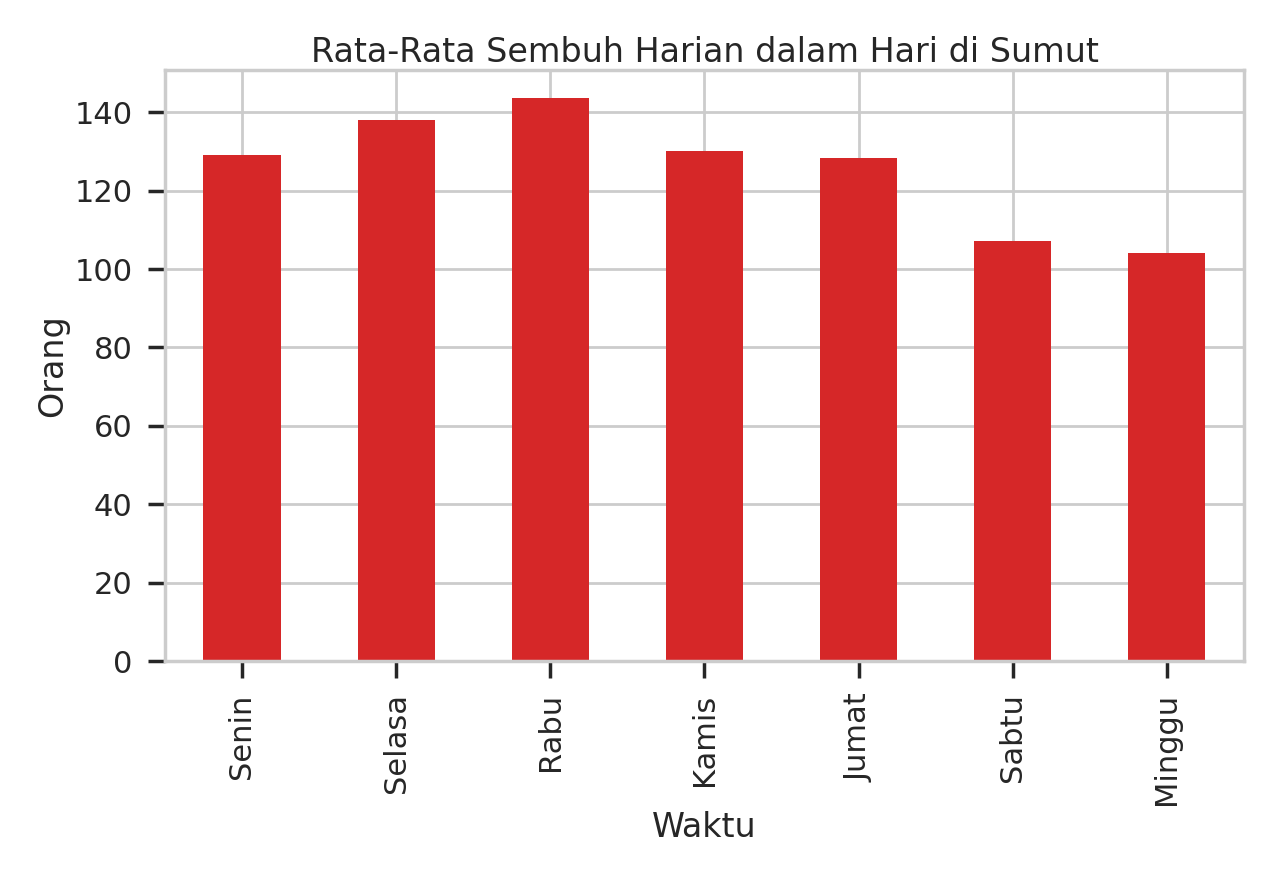 Rata-Rata Sembuh Harian dalam Hari di Sumut
140
120
100
80
60
40
20
0
Orang
Senin
Selasa
Rabu
Kamis
Jumat
Sabtu
Minggu
Waktu